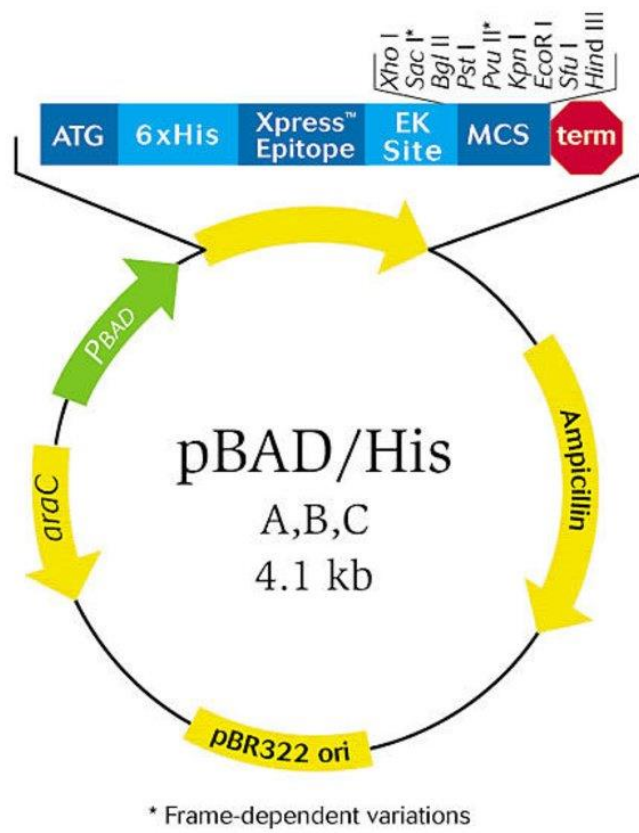 Xho I
Sac I*
Bgl II
Pst I
Pvu II*
Kpn I
EcoR I
Sfu I
Hind III
ATG
6xHis
Xpress™
Epitope
EK
Site
MCS
term
PBAD
araC
Ampicillin
pBAD/His
A,B,C
4.1 kb
pBR322 ori
* Frame-dependent variations